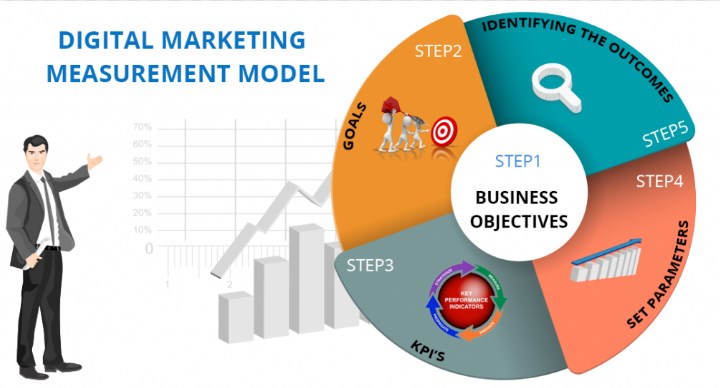 DIGITAL MARKETING
MEASUREMENT MODEL
70%
60%
50%
40%
30%
20%
10%
0
1
2
STEP1
BUSINESS
OBJECTIVES
STEP2
GOALS
STEP3
KEY
PERFORMANCE
INDICATORS
KPI'S
STEP4
SET PARAMETERS
STEP5
IDENTIFYING THE OUTCOMES